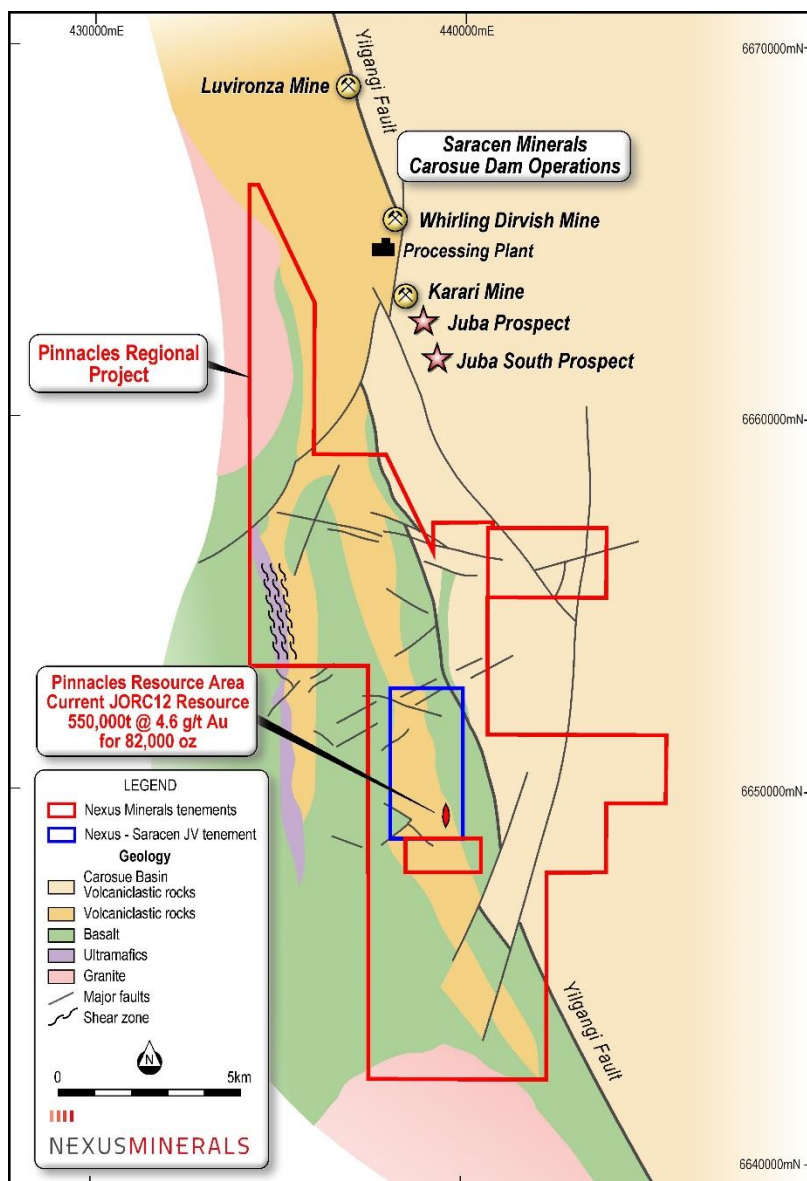 430000mE
440000mE
6670000mN
Yilgangi Fault
Luvironza Mine
Saracen Minerals
Carosue Dam Operations
Whirling Dirvish Mine
Processing Plant
Karari Mine
Juba Prospect
Juba South Prospect
Pinnacles Regional
Project
6660000mN
Pinnacles Resource Area
Current JORC12 Resource
550,000t @ 4.6 g/t Au
for 82,000 oz
6650000mN
LEGEND
Nexus Minerals tenements
Nexus - Saracen JV tenement
Geology
Carosue Basin
Volcaniclastic rocks
Volcaniclastic rocks
Basalt
Ultramafics
Granite
Major faults
Shear zone
N
0
5km
NEXUSMINERALS
Yilgangi Fault
6640000mN